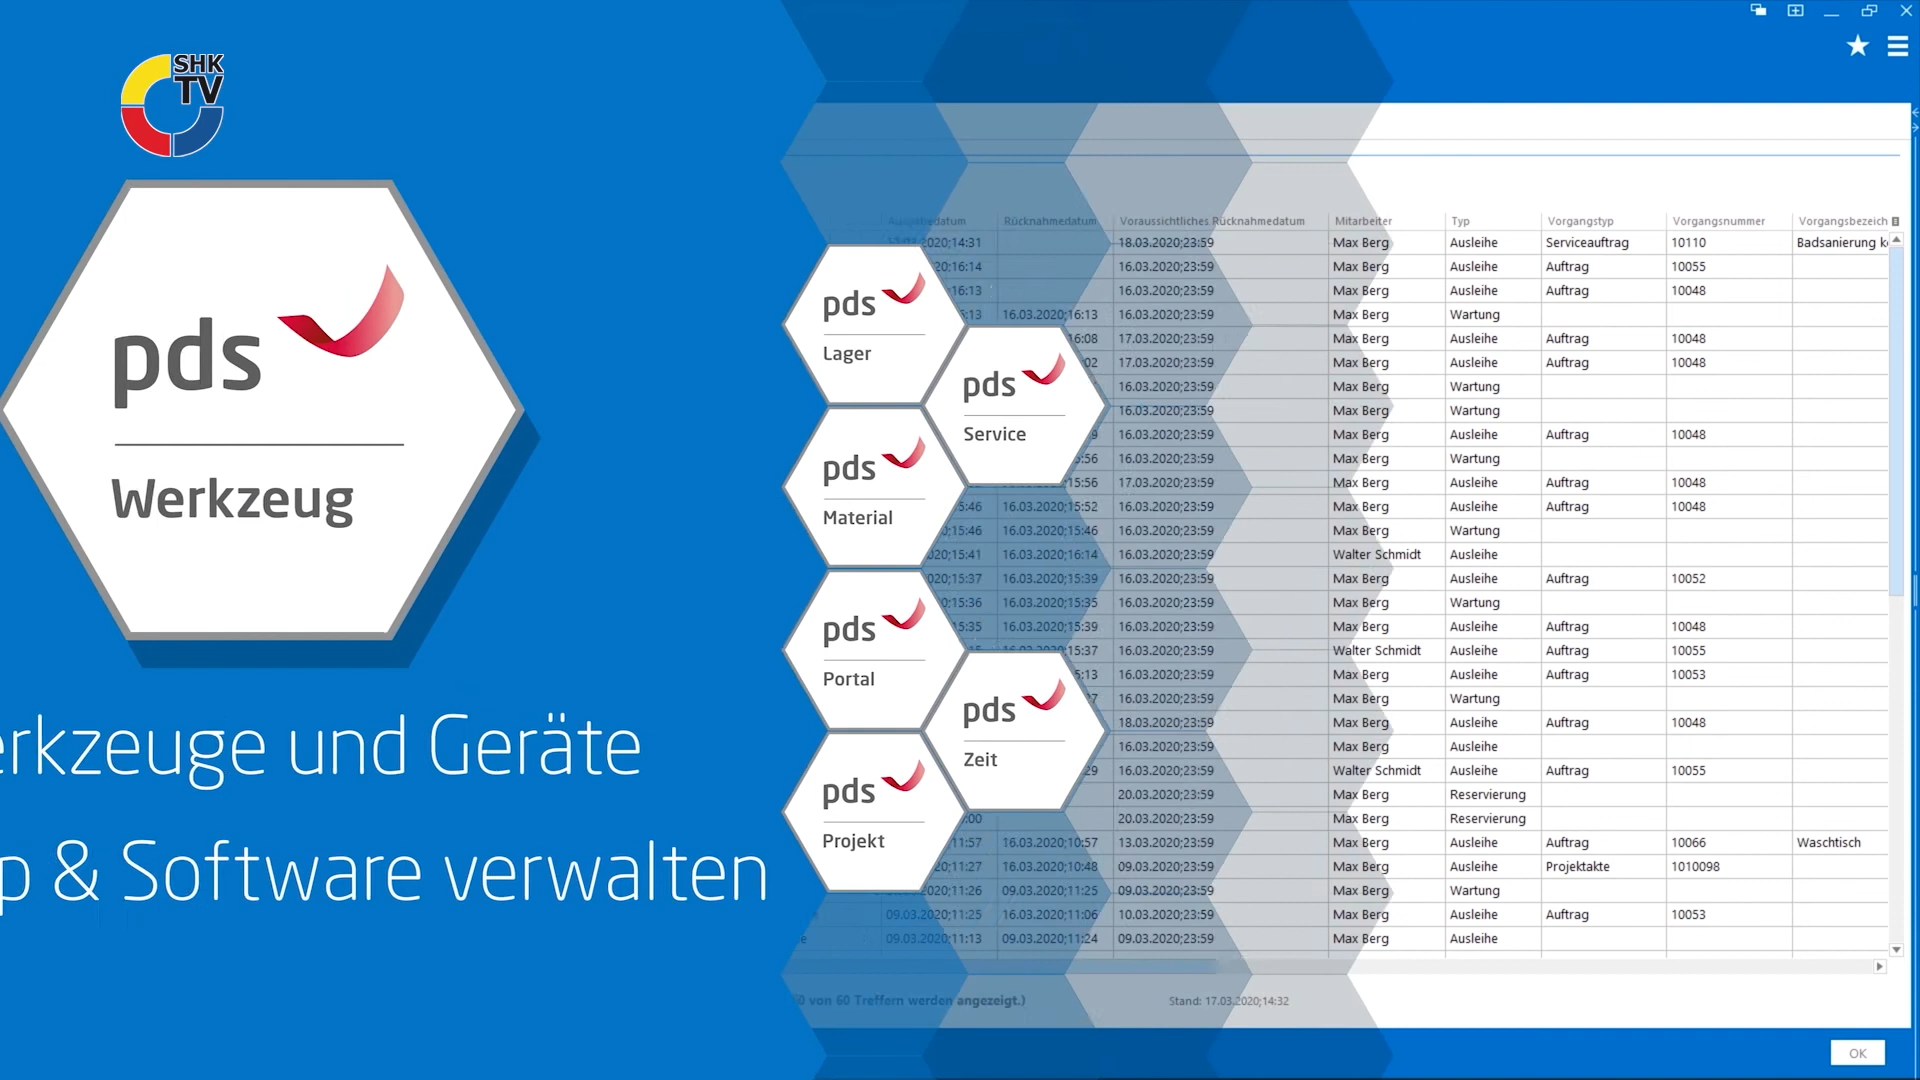 SHK
TV
pds
Werkzeug
und Geräte
& Software verwalten
pds
Lager
pds
Service
pds
Material
pds
Portal
pds
Zeit
pds
Projekt
Rücknahmedatum Voraussichtliches Rücknahmedatum Mitarbeiter Typ Vorgangstyp Vorgangsnummer
18.03.2020;23:59 Max Berg Ausleihe Serviceauftrag 10110 Badsanierung
16.03.2020;23:59 Max Berg Ausleihe Auftrag 10055
16.03.2020;23:59 Max Berg Ausleihe Auftrag 10048
16.03.2020;16:13 16.03.2020;23:59 Max Berg Wartung
16:08 17.03.2020;23:59 Max Berg Ausleihe Auftrag 10048
17.03.2020;23:59 Max Berg Ausleihe Auftrag 10048
16.03.2020;23:59 Max Berg Wartung
16.03.2020;23:59 Max Berg Wartung
16.03.2020;23:59 Max Berg Ausleihe Auftrag 10048
16.03.2020;23:59 Max Berg Wartung
15:56 17.03.2020;23:59 Max Berg Ausleihe Auftrag 10048
16.03.2020;15:52 16.03.2020;23:59 Max Berg Ausleihe Auftrag 10048
16.03.2020;15:46 16.03.2020;23:59 Max Berg Wartung
16.03.2020;16:14 16.03.2020;23:59 Walter Schmidt Ausleihe
16.03.2020;15:39 16.03.2020;23:59 Max Berg Ausleihe Auftrag 10052
16.03.2020;15:35 16.03.2020;23:59 Max Berg Wartung
16.03.2020;15:39 16.03.2020;23:59 Max Berg Ausleihe Auftrag 10048
16.03.2020;15:37 16.03.2020;23:59 Walter Schmidt Ausleihe Auftrag 10055
16.03.2020;23:59 Max Berg Ausleihe Auftrag 10053
16.03.2020;23:59 Max Berg Wartung
18.03.2020;23:59 Max Berg Ausleihe Auftrag 10048
16.03.2020;23:59 Max Berg Ausleihe
16.03.2020;23:59 Walter Schmidt Ausleihe Auftrag 10055
20.03.2020;23:59 Max Berg Reservierung
20.03.2020;23:59 Max Berg Reservierung
11:57 16.03.2020;10:57 13.03.2020;23:59 Max Berg Ausleihe Auftrag 10066 Waschtisch
11:27 16.03.2020;10:48 09.03.2020;23:59 Max Berg Ausleihe Projektakte 1010098
11:26 09.03.2020;11:25 09.03.2020;23:59 Max Berg Wartung
09.03.2020;11:25 16.03.2020;11:06 10.03.2020;23:59 Max Berg Ausleihe Auftrag 10053
09.03.2020;11:13 09.03.2020;11:24 09.03.2020;23:59 Max Berg Ausleihe
von 60 Treffern werden angezeigt.) Stand: 17.03.2020;14:32
OK